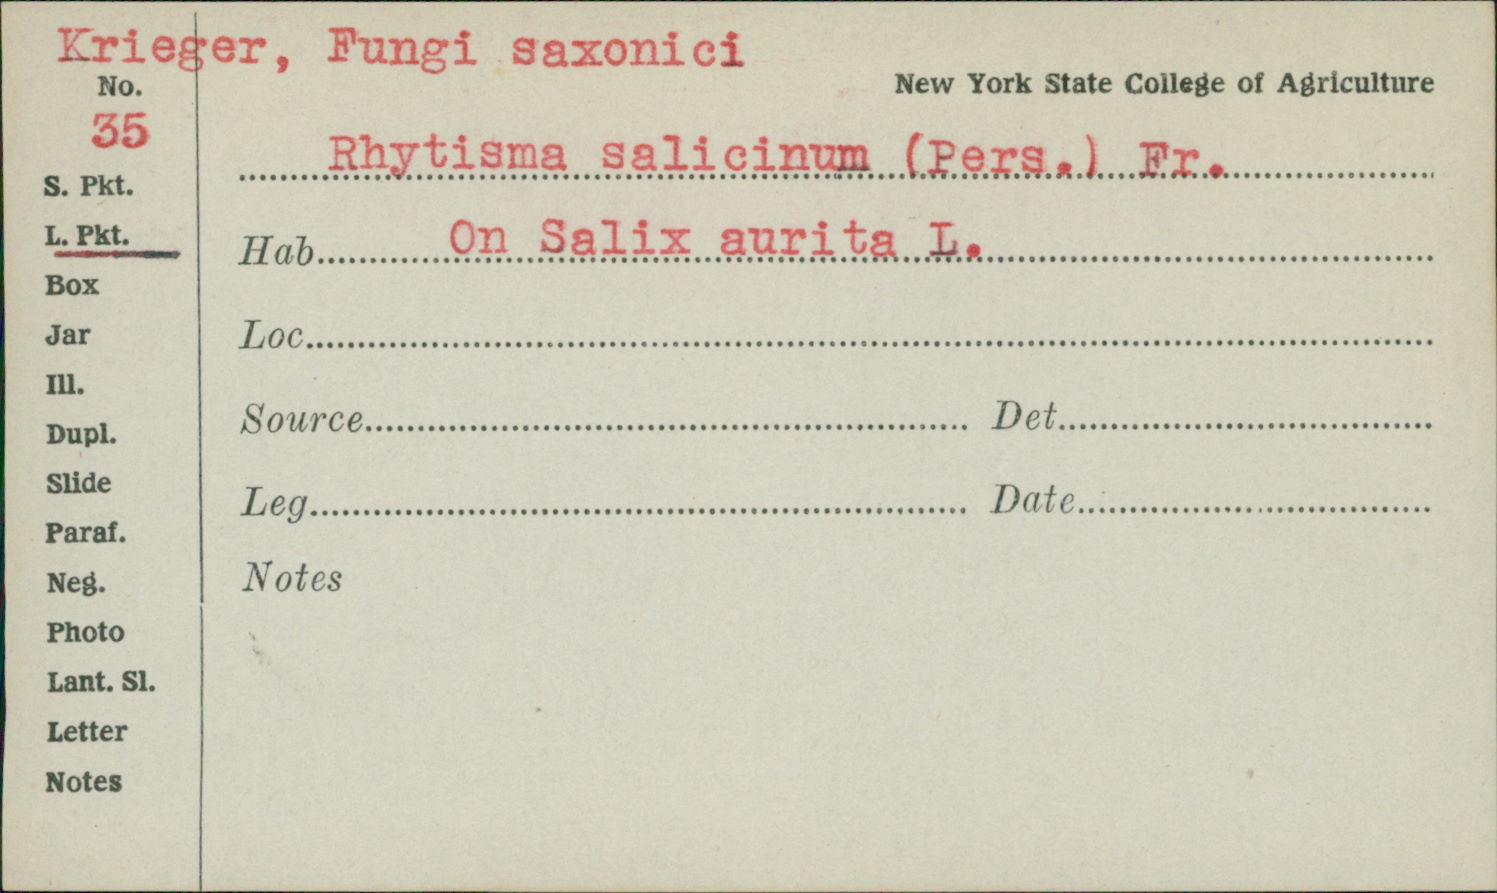 Krieger, Fungi saxonici
No.
New York State College of Agriculture
35
Rhytisma salicinum (Pers.) Fr.
S. Pkt.
L. Pkt.
Hab. On Salix aurita L.
Box
Jar
Loc.
Ill.
Source Det.
Dupl.
Slide
Leg. Date
Paraf.
Neg.
Notes
Photo
Lant. Sl.
Letter
Notes